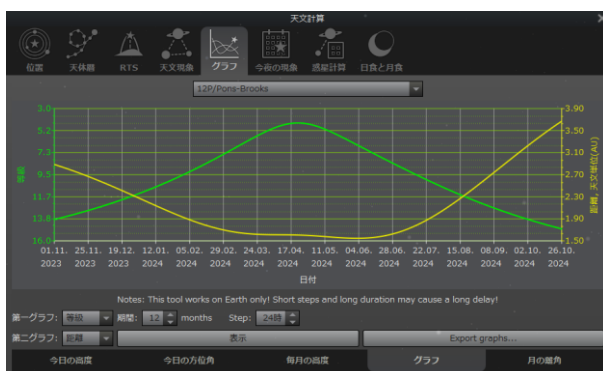 天文計算
位置 天体暦 RTS 天文現象 グラフ 今夜の現象 惑星計算 日食と月食
12P/Pons-Brooks
3.0 3.90
5.2 3.50
7.3 3.10
9.5 2.70
11.7 2.30
13.8 1.90
16.0 1.50
等級
距離, 天文単位(AU)
01.11. 25.11. 19.12. 12.01. 05.02. 29.02. 24.03. 17.04. 11.05. 04.06. 28.06. 22.07. 15.08. 08.09. 02.10. 26.10.
2023 2023 2023 2024 2024 2024 2024 2024 2024 2024 2024 2024 2024 2024 2024 2024
日付
Notes: This tool works on Earth only! Short steps and long duration may cause a long delay!
第一グラフ: 等級 期間: 12 months Step: 24時
第二グラフ: 距離 表示 Export graphs...
今日の高度 今日の方位角 毎月の高度 グラフ 月の離角